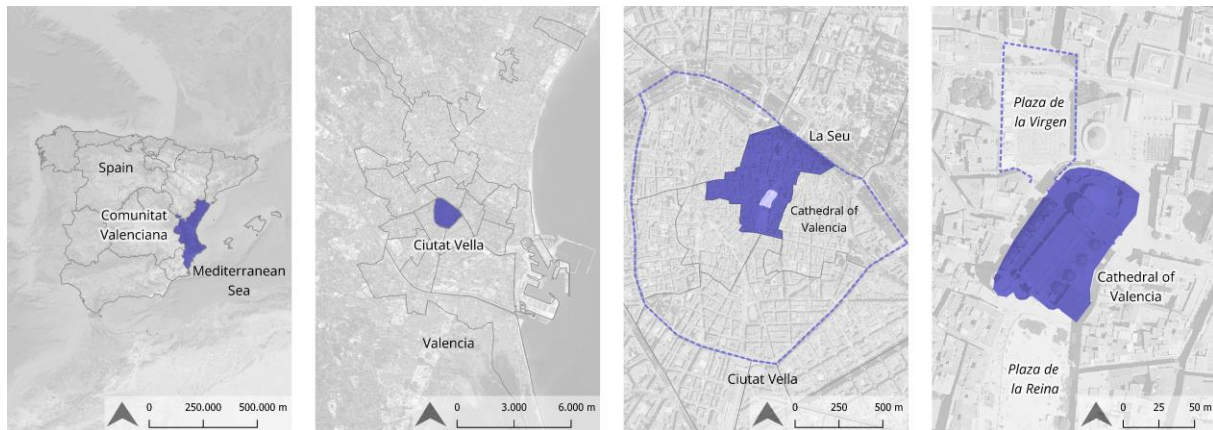 Spain
Comunitat
Valenciana
Mediterranean
Sea
0 250.000 500.000 m
Ciutat Vella
Valencia
0 3.000 6.000 m
La Seu
Cathedral of
Valencia
Ciutat Vella
0 250 500 m
Plaza de
la Virgen
Cathedral of
Valencia
Plaza de
la Reina
0 25 50 m